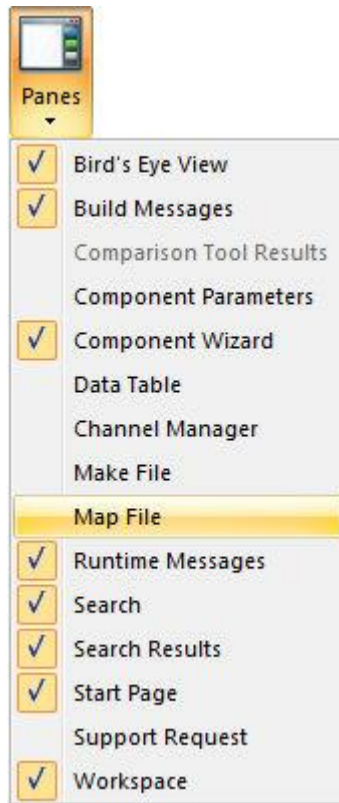 Panes
Bird's Eye View
Build Messages
Comparison Tool Results
Component Parameters
Component Wizard
Data Table
Channel Manager
Make File
Map File
Runtime Messages
Search
Search Results
Start Page
Support Request
Workspace